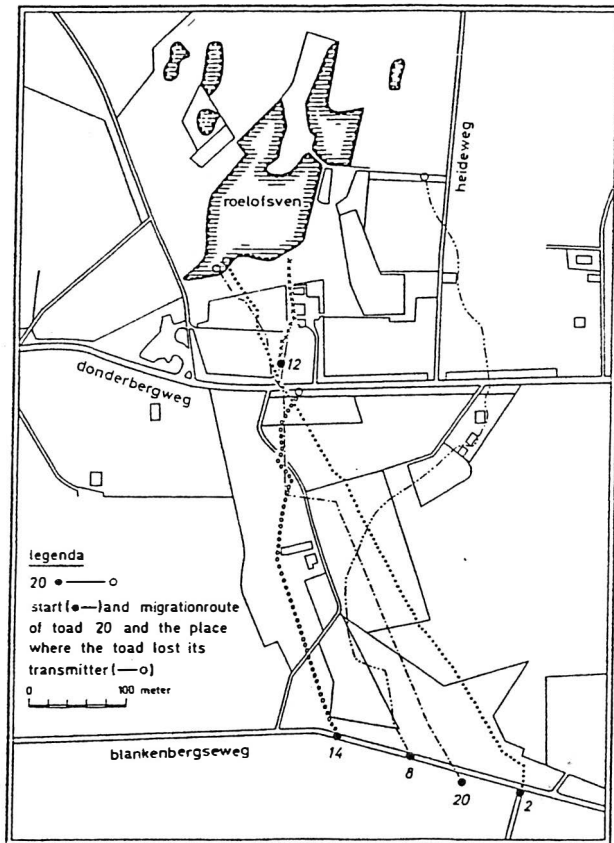 roelofsven
heideweg
12
donderbergweg
legenda
20
start(●—)and migrationroute
of toad 20 and the place
where the toad lost its
transmitter(—○)
0 100 meter
blankenbergseweg
14
8
20
2